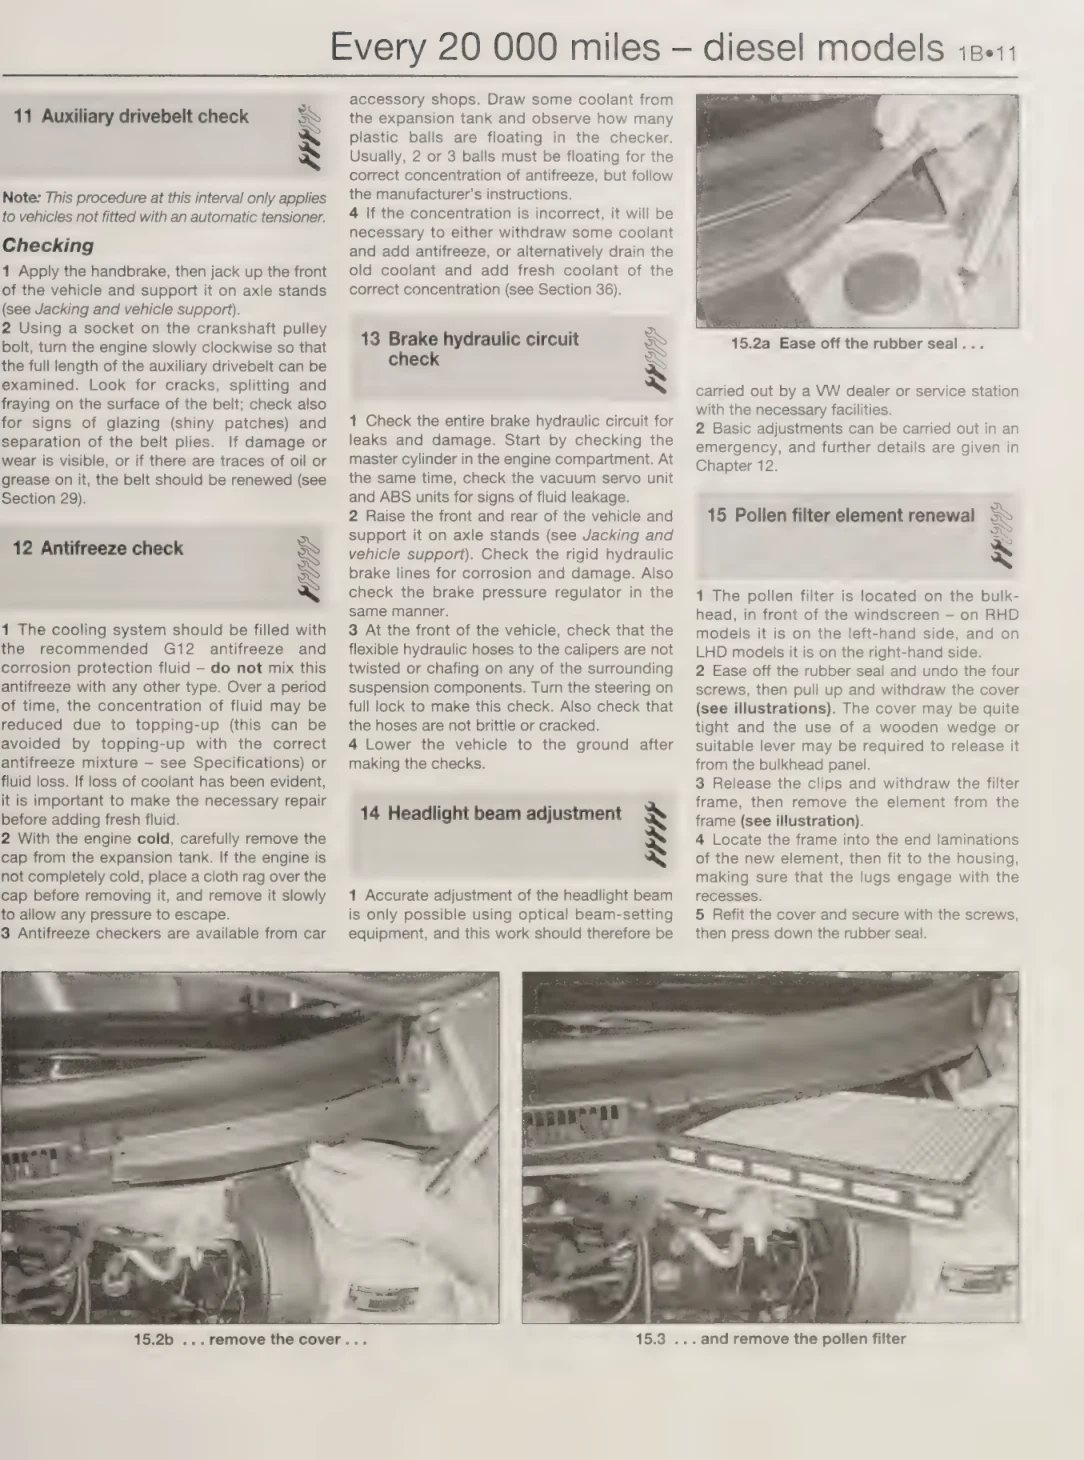 Every 20 000 miles – diesel models 1B•11
11 Auxiliary drivebelt check
Note: This procedure at this interval only applies
to vehicles not fitted with an automatic tensioner.
Checking
1 Apply the handbrake, then jack up the front
of the vehicle and support it on axle stands
(see Jacking and vehicle support).
2 Using a socket on the crankshaft pulley
bolt, turn the engine slowly clockwise so that
the full length of the auxiliary drivebelt can be
examined. Look for cracks, splitting and
fraying on the surface of the belt; check also
for signs of glazing (shiny patches) and
separation of the belt plies. If damage or
wear is visible, or if there are traces of oil or
grease on it, the belt should be renewed (see
Section 29).
12 Antifreeze check
1 The cooling system should be filled with
the recommended G12 antifreeze and
corrosion protection fluid – do not mix this
antifreeze with any other type. Over a period
of time, the concentration of fluid may be
reduced due to topping-up (this can be
avoided by topping-up with the correct
antifreeze mixture – see Specifications) or
fluid loss. If loss of coolant has been evident,
it is important to make the necessary repair
before adding fresh fluid.
2 With the engine cold, carefully remove the
cap from the expansion tank. If the engine is
not completely cold, place a cloth rag over the
cap before removing it, and remove it slowly
to allow any pressure to escape.
3 Antifreeze checkers are available from car
accessory shops. Draw some coolant from
the expansion tank and observe how many
plastic balls are floating in the checker.
Usually, 2 or 3 balls must be floating for the
correct concentration of antifreeze, but follow
the manufacturer's instructions.
4 If the concentration is incorrect, it will be
necessary to either withdraw some coolant
and add antifreeze, or alternatively drain the
old coolant and add fresh coolant of the
correct concentration (see Section 36).
13 Brake hydraulic circuit
check
1 Check the entire brake hydraulic circuit for
leaks and damage. Start by checking the
master cylinder in the engine compartment. At
the same time, check the vacuum servo unit
and ABS units for signs of fluid leakage.
2 Raise the front and rear of the vehicle and
support it on axle stands (see Jacking and
vehicle support). Check the rigid hydraulic
brake lines for corrosion and damage. Also
check the brake pressure regulator in the
same manner.
3 At the front of the vehicle, check that the
flexible hydraulic hoses to the calipers are not
twisted or chafing on any of the surrounding
suspension components. Turn the steering on
full lock to make this check. Also check that
the hoses are not brittle or cracked.
4 Lower the vehicle to the ground after
making the checks.
14 Headlight beam adjustment
1 Accurate adjustment of the headlight beam
is only possible using optical beam-setting
equipment, and this work should therefore be
15.2a Ease off the rubber seal . . .
carried out by a VW dealer or service station
with the necessary facilities.
2 Basic adjustments can be carried out in an
emergency, and further details are given in
Chapter 12.
15 Pollen filter element renewal
1 The pollen filter is located on the bulk-
head, in front of the windscreen – on RHD
models it is on the left-hand side, and on
LHD models it is on the right-hand side.
2 Ease off the rubber seal and undo the four
screws, then pull up and withdraw the cover
(see illustrations). The cover may be quite
tight and the use of a wooden wedge or
suitable lever may be required to release it
from the bulkhead panel.
3 Release the clips and withdraw the filter
frame, then remove the element from the
frame (see illustration).
4 Locate the frame into the end laminations
of the new element, then fit to the housing,
making sure that the lugs engage with the
recesses.
5 Refit the cover and secure with the screws,
then press down the rubber seal.
15.2b . . . remove the cover . . .
15.3 . . . and remove the pollen filter